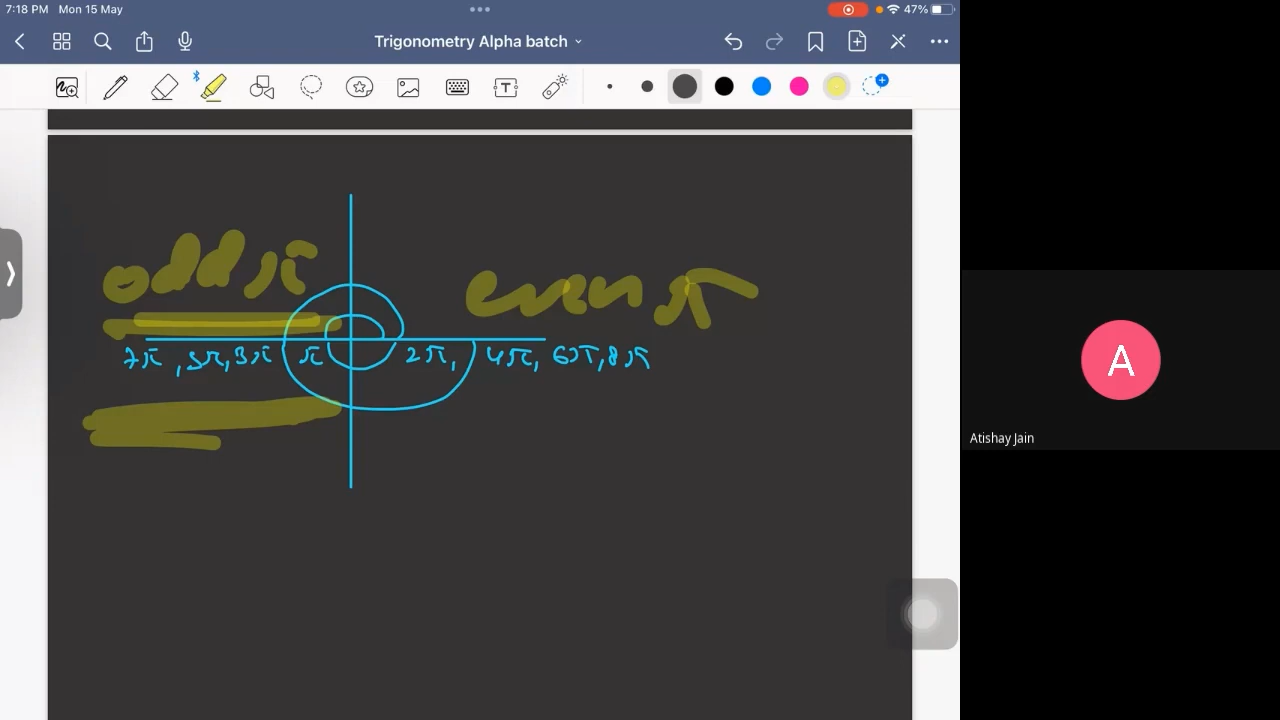 7:18 PM Mon 15 May
47%
Trigonometry Alpha batch
T
odd π
even π
7π, 5π, 3π π 2π, 4π, 6π, 8π
A
Atishay Jain